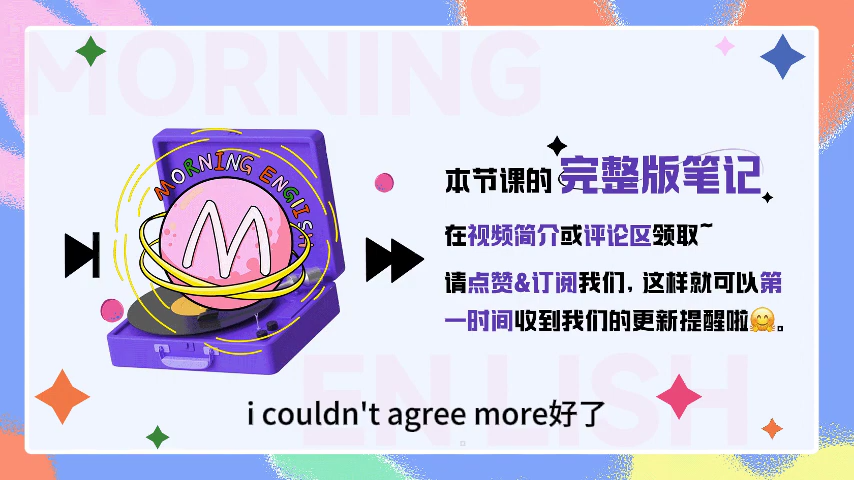 MORNING
MORNING ENGLISH
M
本节课的 完整版笔记
在视频简介或评论区领取~
请点赞&订阅我们,这样就可以第
一时间收到我们的更新提醒啦🤗。
EN LISH
i couldn't agree more好了